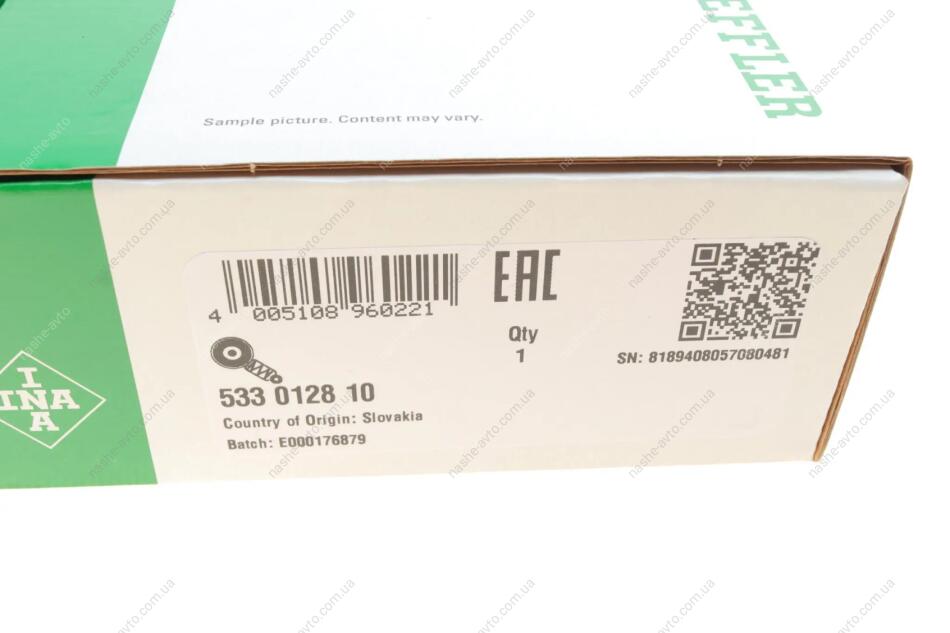 EFFLER
Sample picture. Content may vary.
4 005108 960221
EAC
Qty
1
SN: 8189408057080481
533 0128 10
Country of Origin: Slovakia
Batch: E000176879
I
INA
A
nashe-avto.com.ua